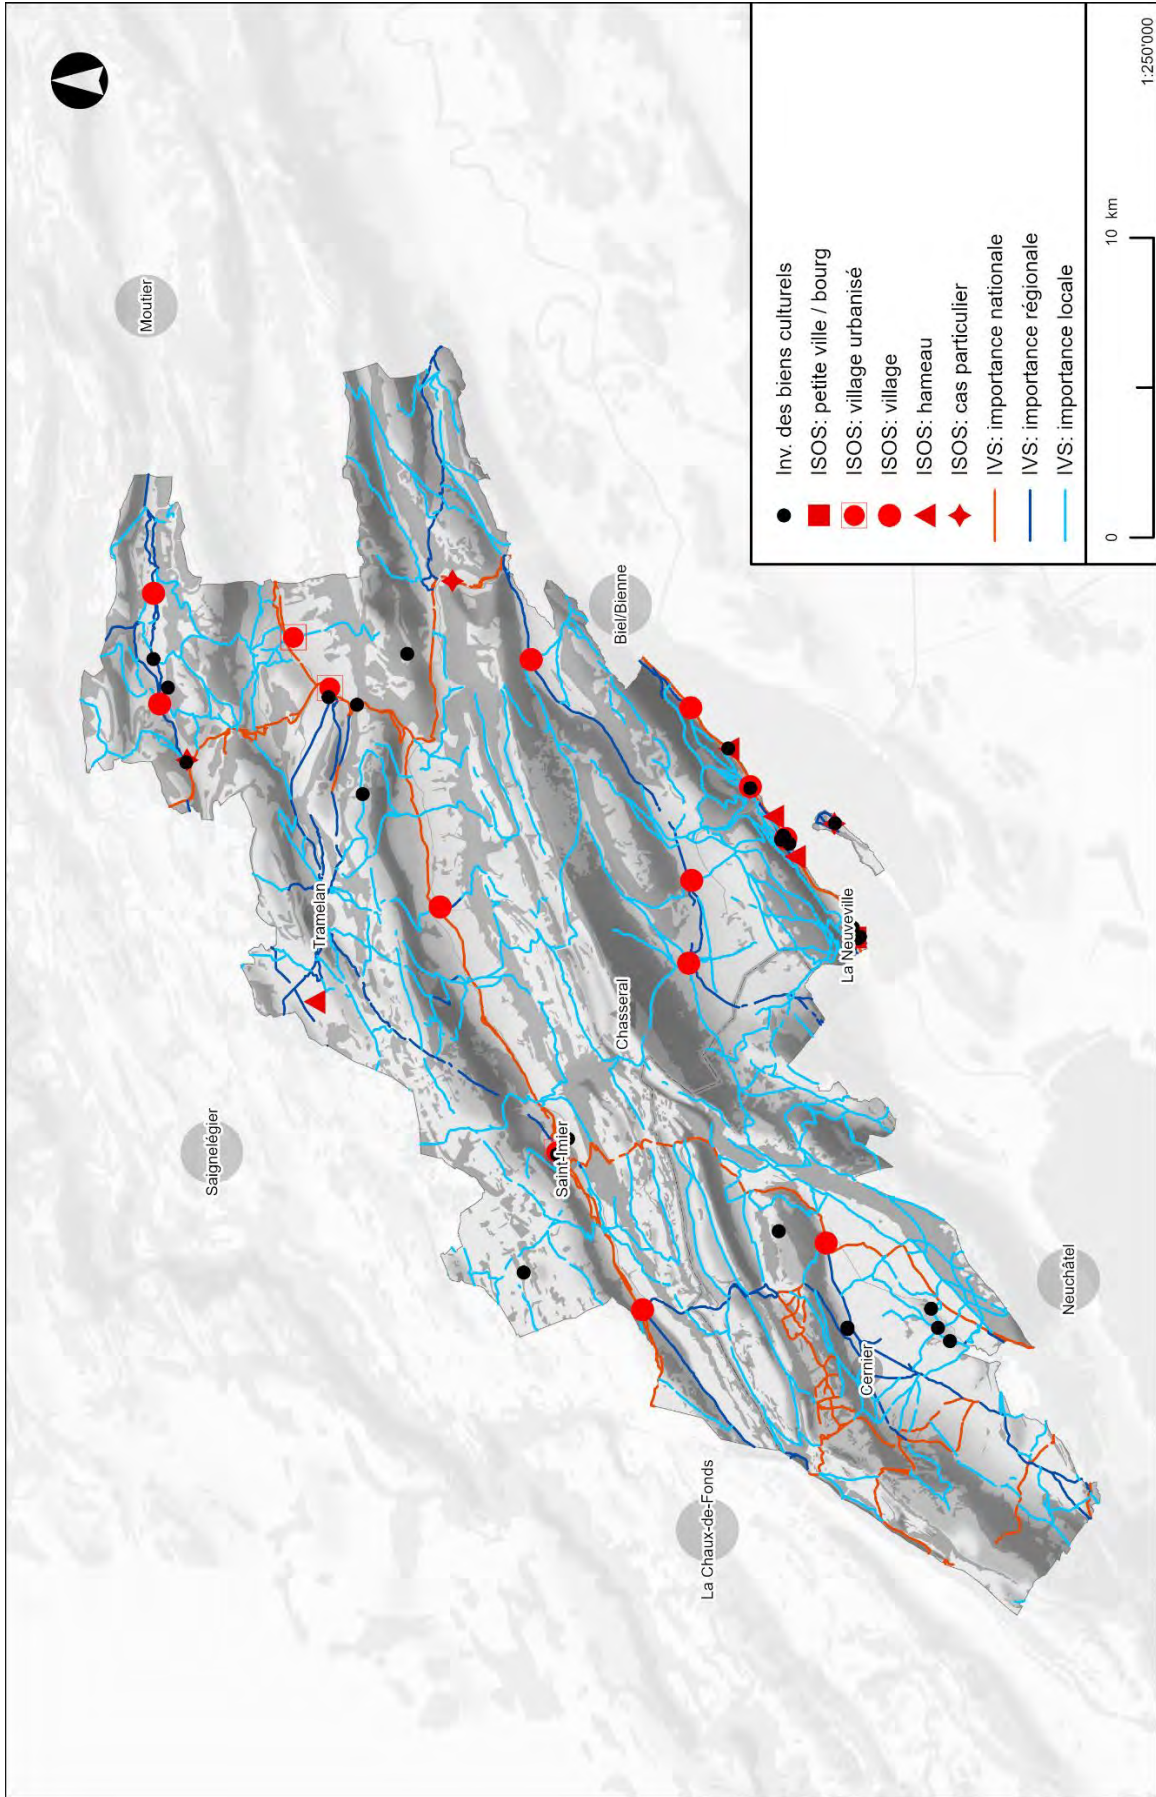 Moutier
Saignelégier
Tramelan
Saint-Imier
Chasseral
Biel/Bienne
La Chaux-de-Fonds
La Neuveville
Cernier
Neuchâtel
Inv. des biens culturels
ISOS: petite ville / bourg
ISOS: village urbanisé
ISOS: village
ISOS: hameau
ISOS: cas particulier
IVS: importance nationale
IVS: importance régionale
IVS: importance locale
0 10 km
1:250'000